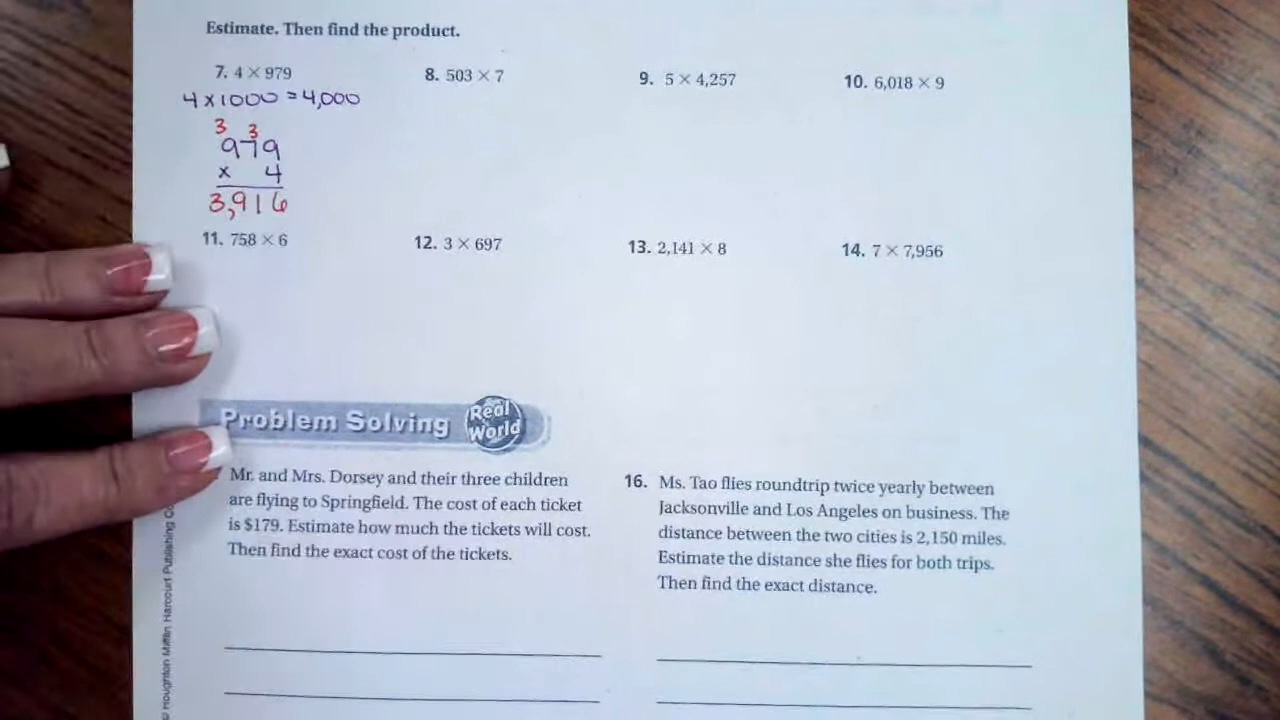 Estimate. Then find the product.
7. 4 × 979
8. 503 × 7
9. 5 × 4,257
10. 6,018 × 9
4 x 1000 = 4,000
3 3
979
x 4
3,916
11. 758 × 6
12. 3 × 697
13. 2,141 × 8
14. 7 × 7,956
Problem Solving Real World
Mr. and Mrs. Dorsey and their three children
are flying to Springfield. The cost of each ticket
is $179. Estimate how much the tickets will cost.
Then find the exact cost of the tickets.
16. Ms. Tao flies roundtrip twice yearly between
Jacksonville and Los Angeles on business. The
distance between the two cities is 2,150 miles.
Estimate the distance she flies for both trips.
Then find the exact distance.
© Houghton Mifflin Harcourt Publishing